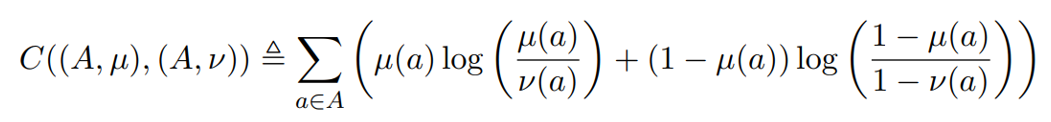 C((A, μ), (A, ν)) ≜ ∑_{a∈A} ( μ(a) log ( μ(a) / ν(a) ) + (1 − μ(a)) log ( (1 − μ(a)) / (1 − ν(a)) ) )